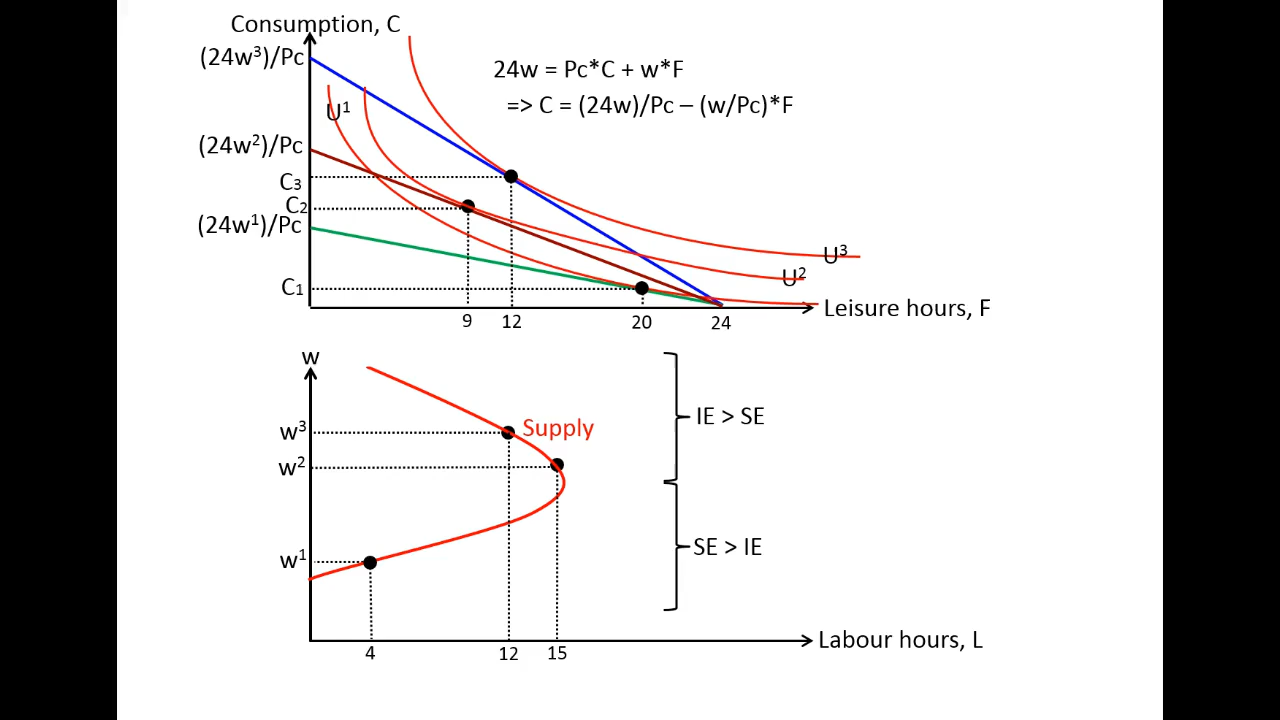 Consumption, C
(24w³)/Pc
24w = Pc*C + w*F
=> C = (24w)/Pc – (w/Pc)*F
U¹
(24w²)/Pc
C₃
C₂
(24w¹)/Pc
U³
U²
C₁
Leisure hours, F
9 12 20 24
w
IE > SE
w³
Supply
w²
SE > IE
w¹
Labour hours, L
4 12 15